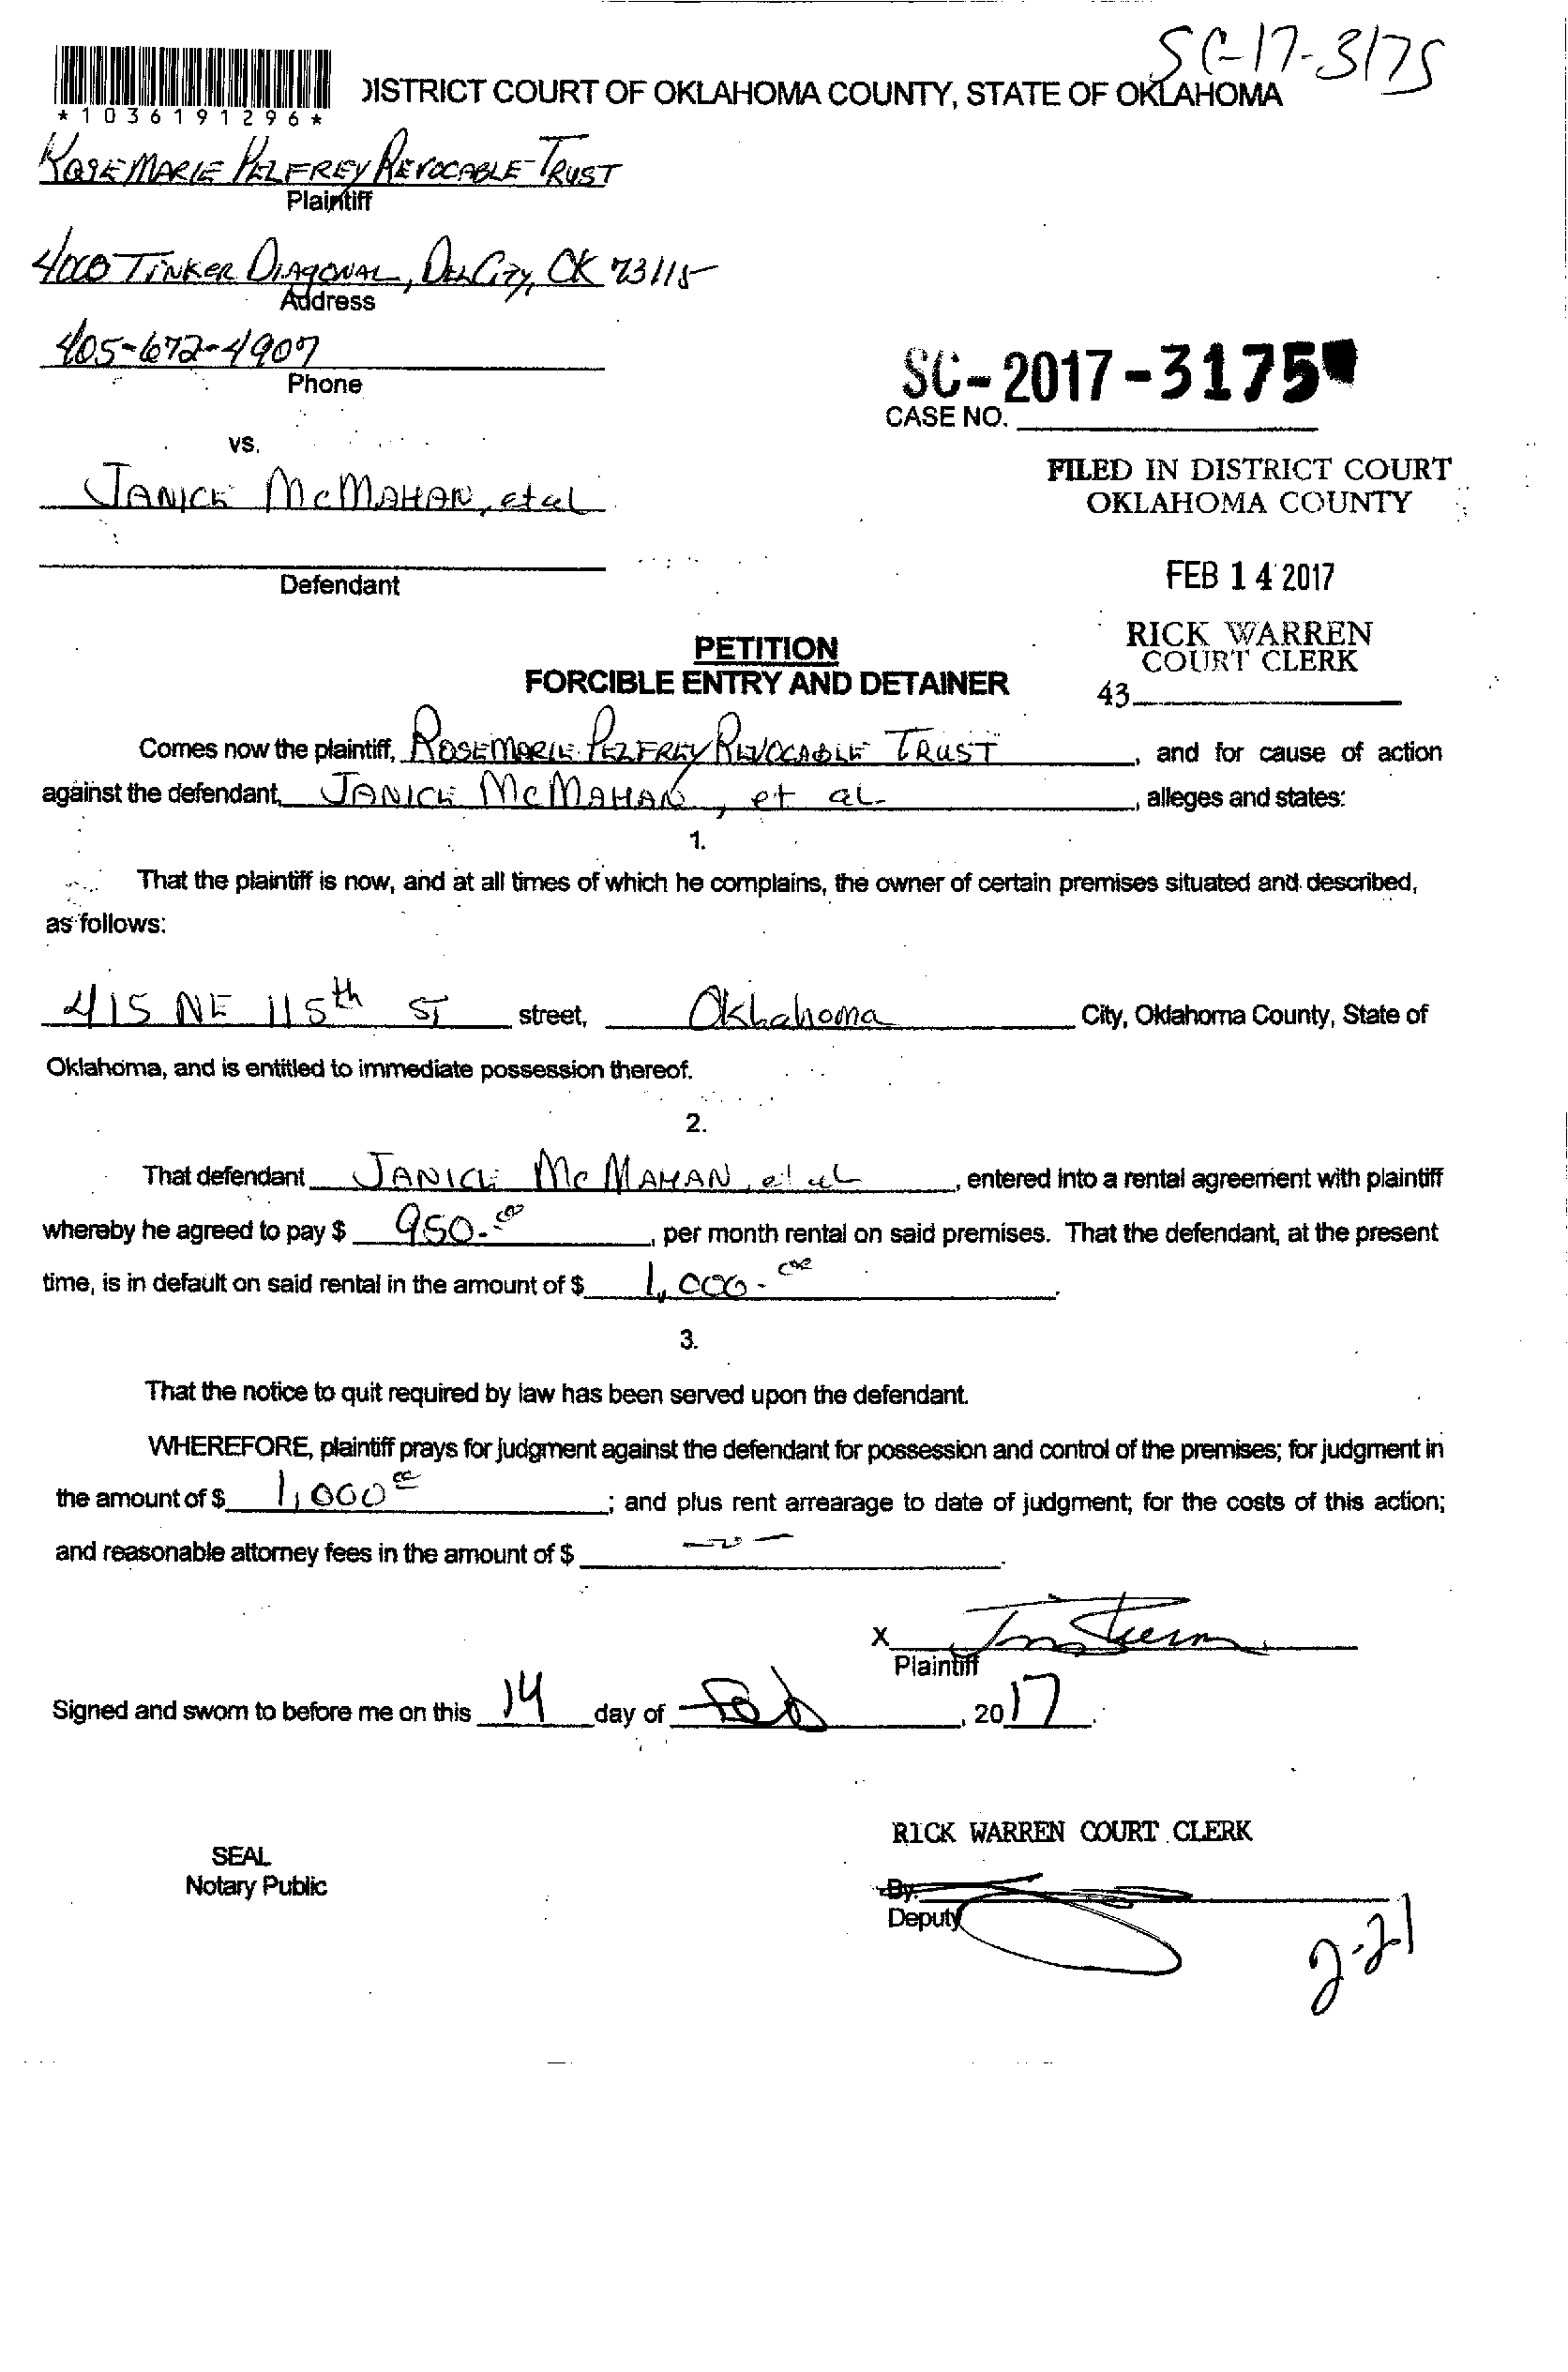 SC-17-3175
*1036191296*
DISTRICT COURT OF OKLAHOMA COUNTY, STATE OF OKLAHOMA
ROSEMARIE PELFREY REVOCABLE TRUST
Plaintiff
4000 TINKER DIAGONAL, DEL CITY, OK 73115
Address
405-672-4907
Phone
SC-2017-3175
CASE NO.
vs.
JANICE McMAHAN, et al
FILED IN DISTRICT COURT
OKLAHOMA COUNTY
Defendant
FEB 14 2017
PETITION
FORCIBLE ENTRY AND DETAINER
RICK WARREN
COURT CLERK
43
Comes now the plaintiff, ROSEMARIE PELFREY REVOCABLE TRUST, and for cause of action
against the defendant, JANICE McMAHAN, et al, alleges and states:
1.
That the plaintiff is now, and at all times of which he complains, the owner of certain premises situated and described,
as follows:
415 NE 115th ST street, Oklahoma City, Oklahoma County, State of
Oklahoma, and is entitled to immediate possession thereof.
2.
That defendant JANICE McMAHAN, et al, entered into a rental agreement with plaintiff
whereby he agreed to pay $ 950.00, per month rental on said premises. That the defendant, at the present
time, is in default on said rental in the amount of $ 1,000.00.
3.
That the notice to quit required by law has been served upon the defendant.
WHEREFORE, plaintiff prays for judgment against the defendant for possession and control of the premises; for judgment in
the amount of $ 1,000.00; and plus rent arrearage to date of judgment; for the costs of this action;
and reasonable attorney fees in the amount of $ -0-.
X
Plaintiff
Signed and sworn to before me on this 14 day of Feb, 2017.
RICK WARREN COURT CLERK
SEAL
Notary Public
By:
Deputy
2-21